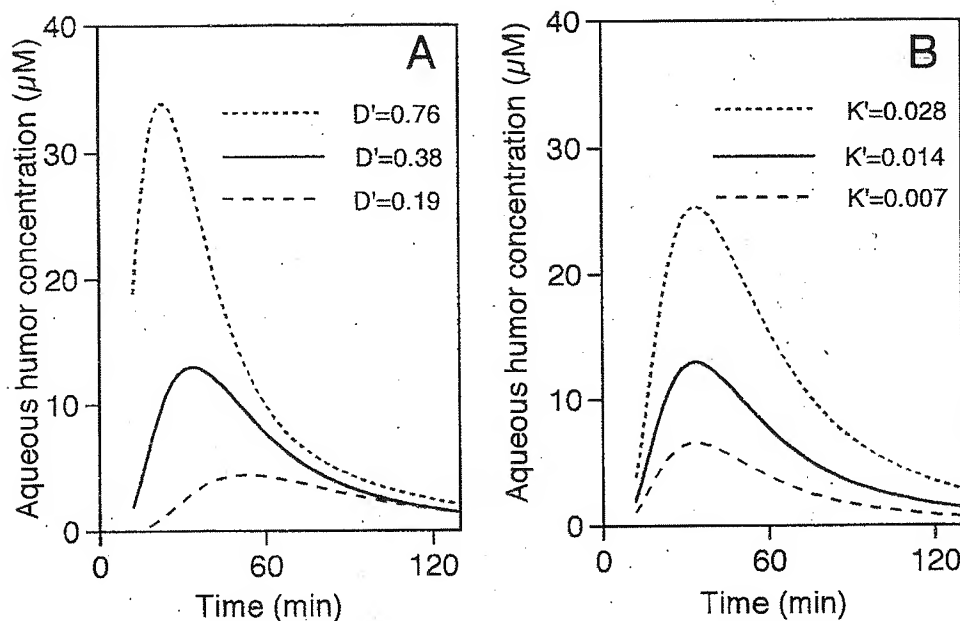 A
Aqueous humor concentration (μM)
40
30
20
10
0
D'=0.76
D'=0.38
D'=0.19
0
60
120
Time (min)
B
Aqueous humor concentration (μM)
40
30
20
10
0
K'=0.028
K'=0.014
K'=0.007
0
60
120
Time (min)